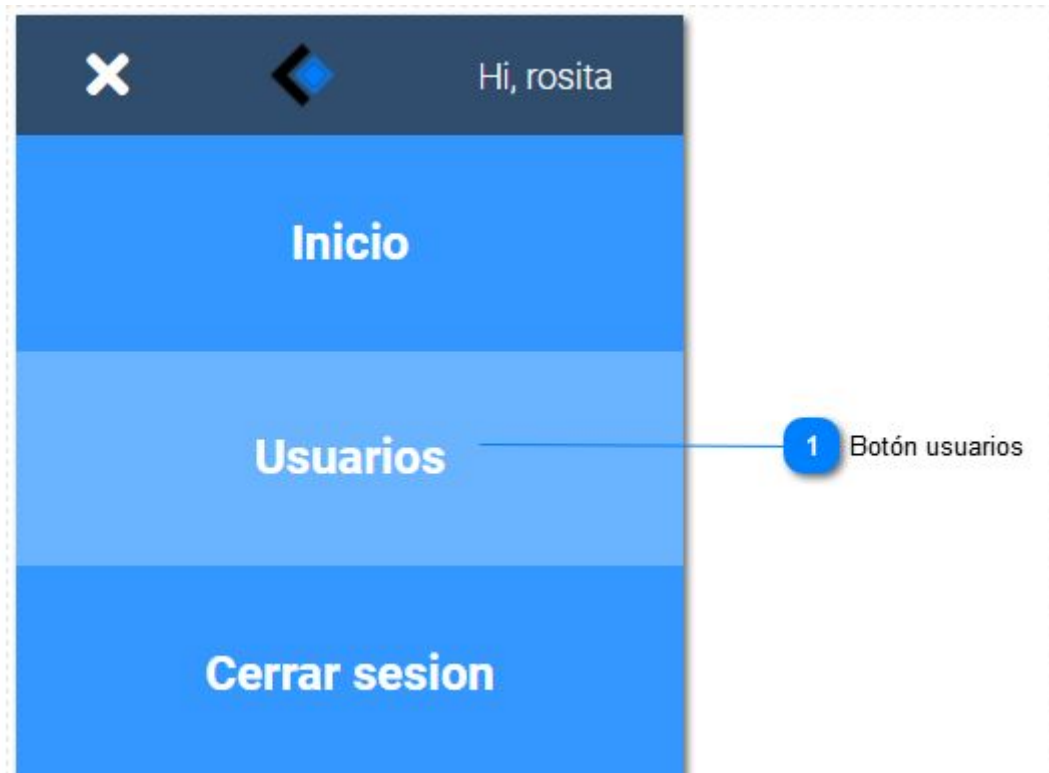 Hi, rosita
Inicio
Usuarios
1 Botón usuarios
Cerrar sesion